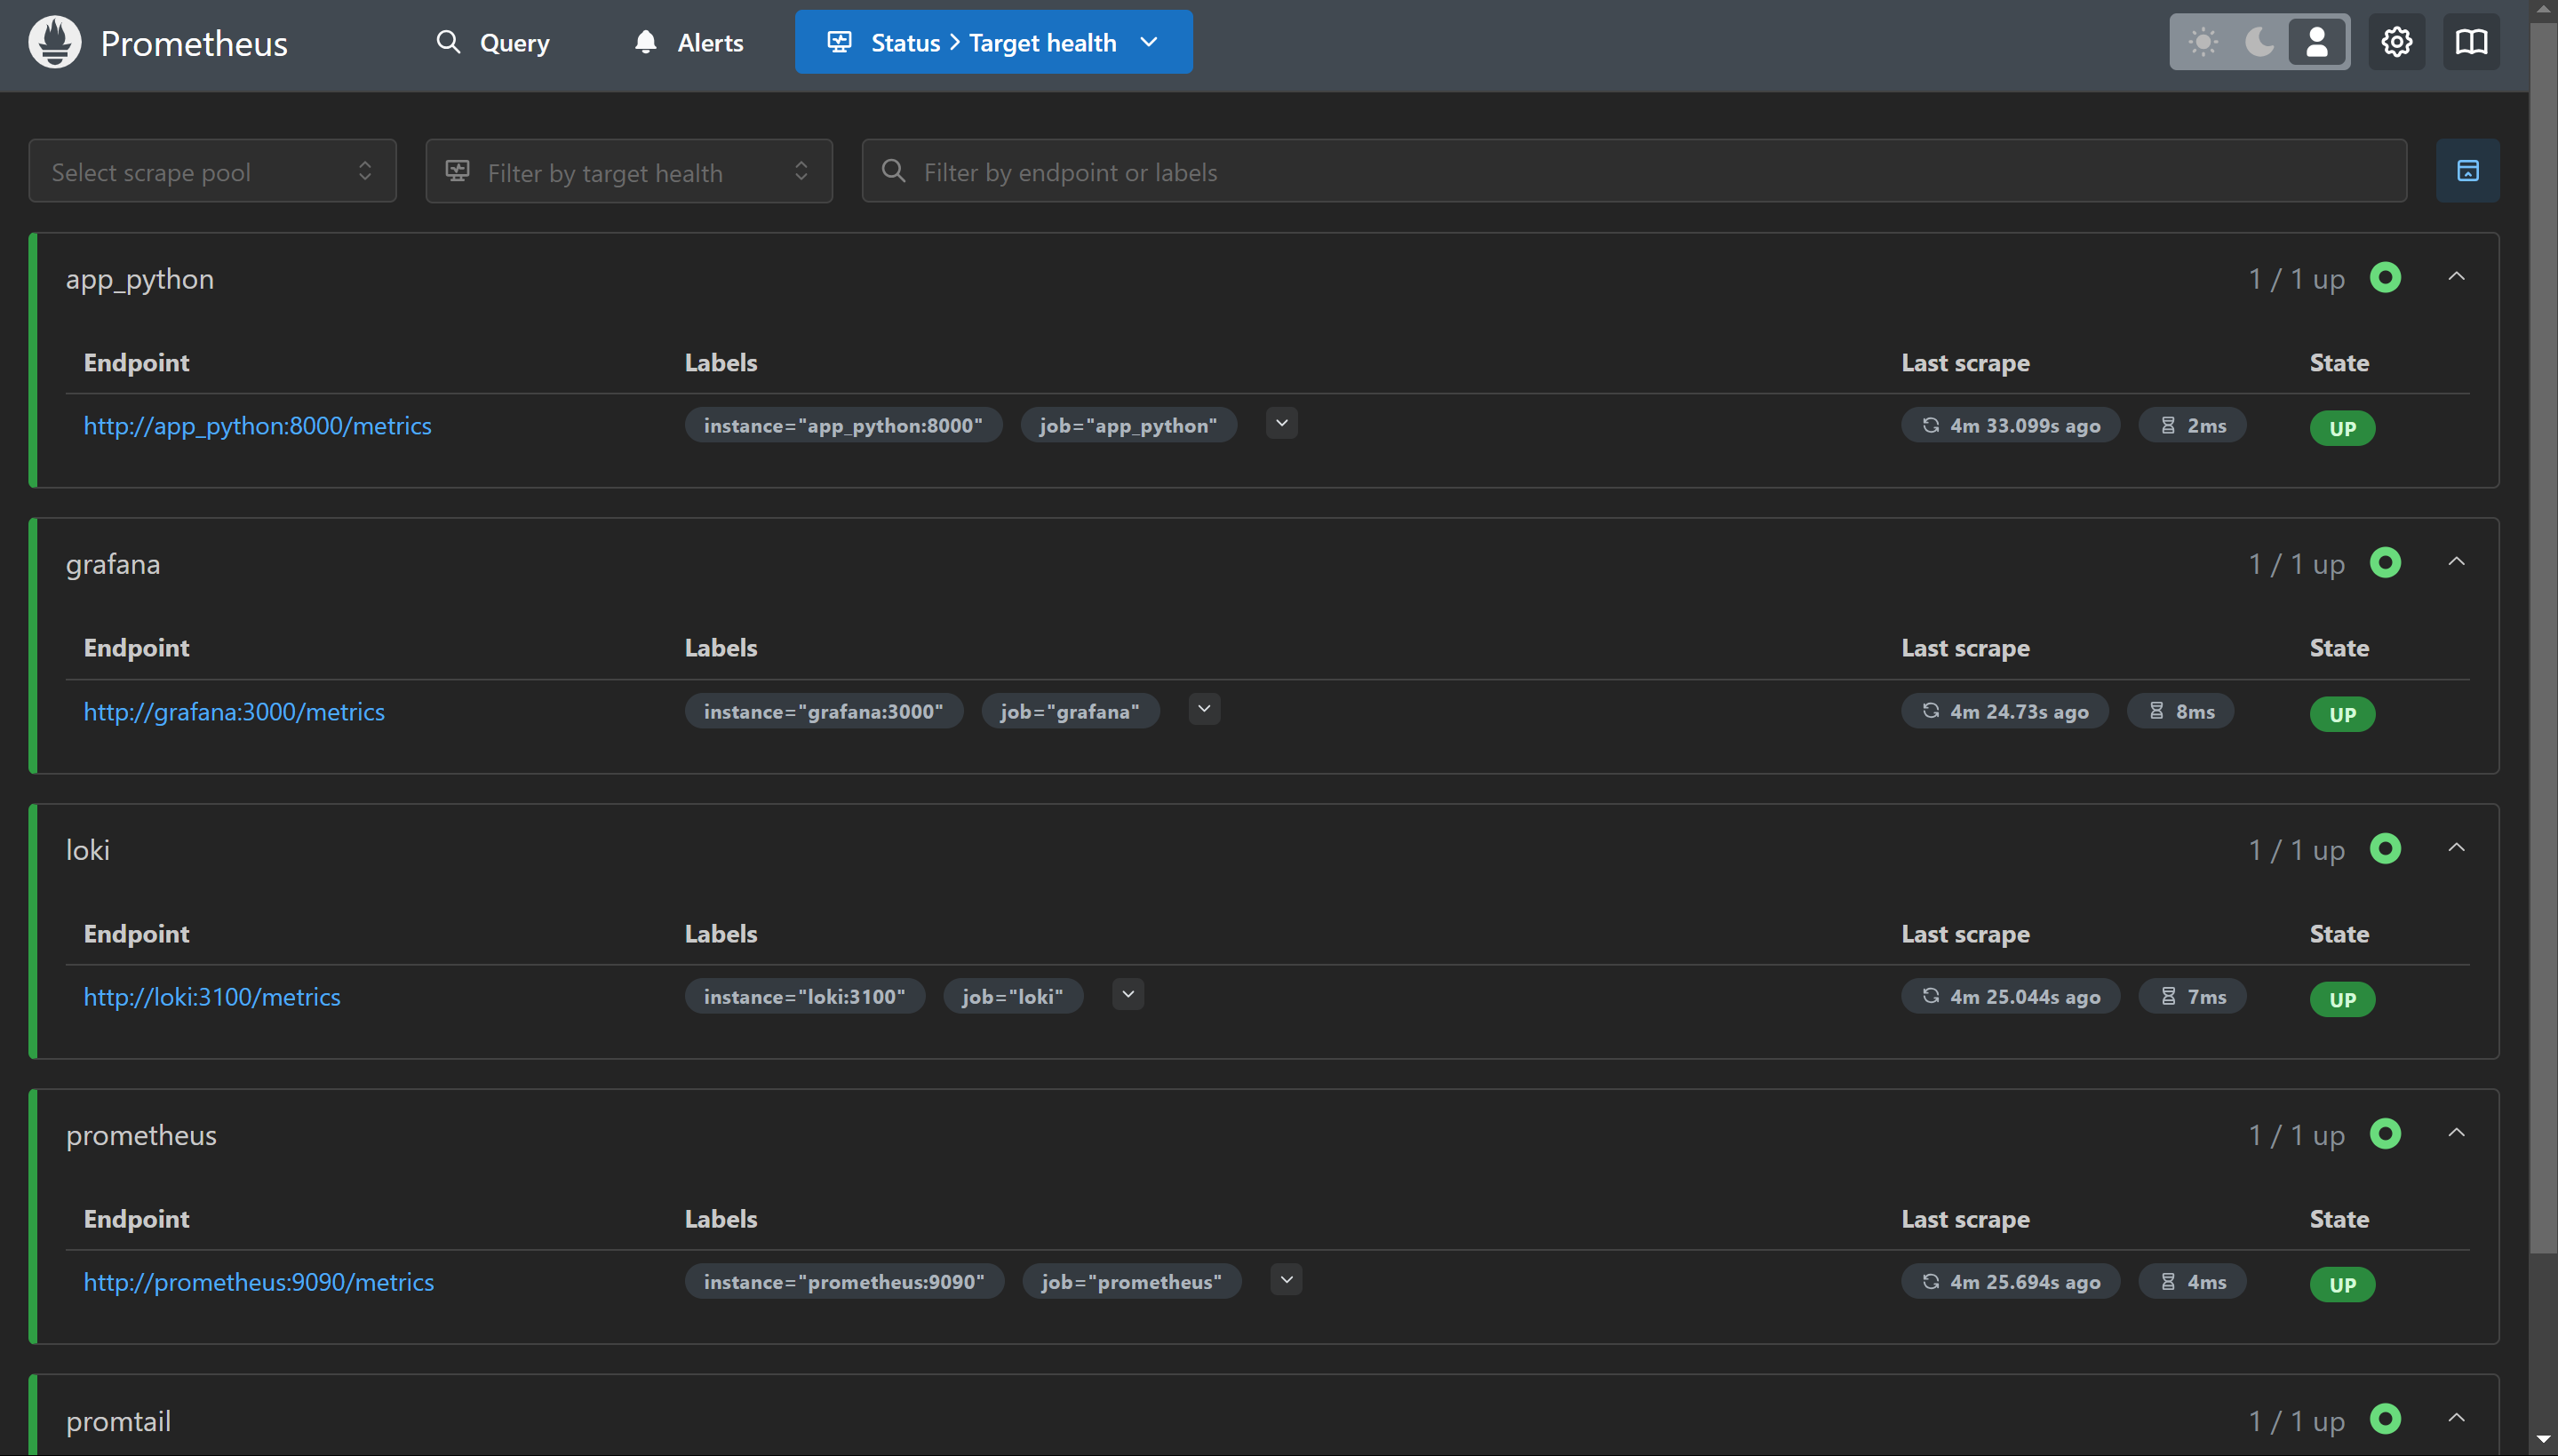 Prometheus Query Alerts Status > Target health
Select scrape pool Filter by target health Filter by endpoint or labels
app_python 1 / 1 up
Endpoint Labels Last scrape State
http://app_python:8000/metrics instance="app_python:8000" job="app_python" 4m 33.099s ago 2ms UP
grafana 1 / 1 up
Endpoint Labels Last scrape State
http://grafana:3000/metrics instance="grafana:3000" job="grafana" 4m 24.73s ago 8ms UP
loki 1 / 1 up
Endpoint Labels Last scrape State
http://loki:3100/metrics instance="loki:3100" job="loki" 4m 25.044s ago 7ms UP
prometheus 1 / 1 up
Endpoint Labels Last scrape State
http://prometheus:9090/metrics instance="prometheus:9090" job="prometheus" 4m 25.694s ago 4ms UP
promtail 1 / 1 up